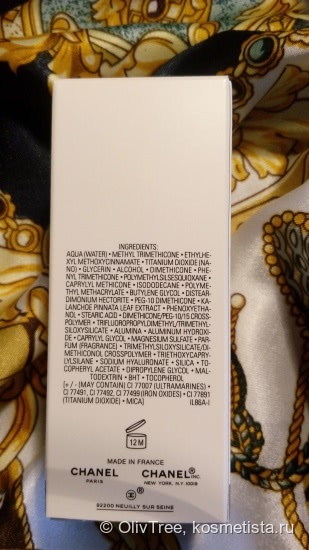 INGREDIENTS:
AQUA (WATER) • METHYL TRIMETHICONE • ETHYLHE-
XYL METHOXYCINNAMATE • TITANIUM DIOXIDE (NA-
NO) • GLYCERIN • ALCOHOL • DIMETHICONE • PHE-
NYL TRIMETHICONE • POLYMETHYLSILSESQUIOXANE •
CAPRYLYL METHICONE • ISODODECANE • POLYME-
THYL METHACRYLATE • BUTYLENE GLYCOL • DISTEAR-
DIMONIUM HECTORITE • PEG-10 DIMETHICONE • KA-
LANCHOE PINNATA LEAF EXTRACT • PHENOXYETHA-
NOL • STEARIC ACID • DIMETHICONE/PEG-10/15 CROSS-
POLYMER • TRIFLUOROPROPYLDIMETHYL/TRIMETHYL-
SILOXYSILICATE • ALUMINA • ALUMINUM HYDROXI-
DE • CAPRYLYL GLYCOL • MAGNESIUM SULFATE • PAR-
FUM (FRAGRANCE) • TRIMETHYLSILOXYSILICATE/DI-
METHICONOL CROSSPOLYMER • TRIETHOXYCAPRY-
LYLSILANE • SODIUM HYALURONATE • SILICA • TO-
COPHERYL ACETATE • DIPROPYLENE GLYCOL • MAL-
TODEXTRIN • BHT • TOCOPHEROL
[+ / - (MAY CONTAIN) CI 77007 (ULTRAMARINES) •
CI 77491, CI 77492, CI 77499 (IRON OXIDES) • CI 77891
(TITANIUM DIOXIDE) • MICA] IL96A-I
12M
MADE IN FRANCE
CHANEL CHANEL INC.
PARIS NEW YORK, N.Y. 10019
®
92200 NEUILLY SUR SEINE
© OlivTree, kosmetista.ru